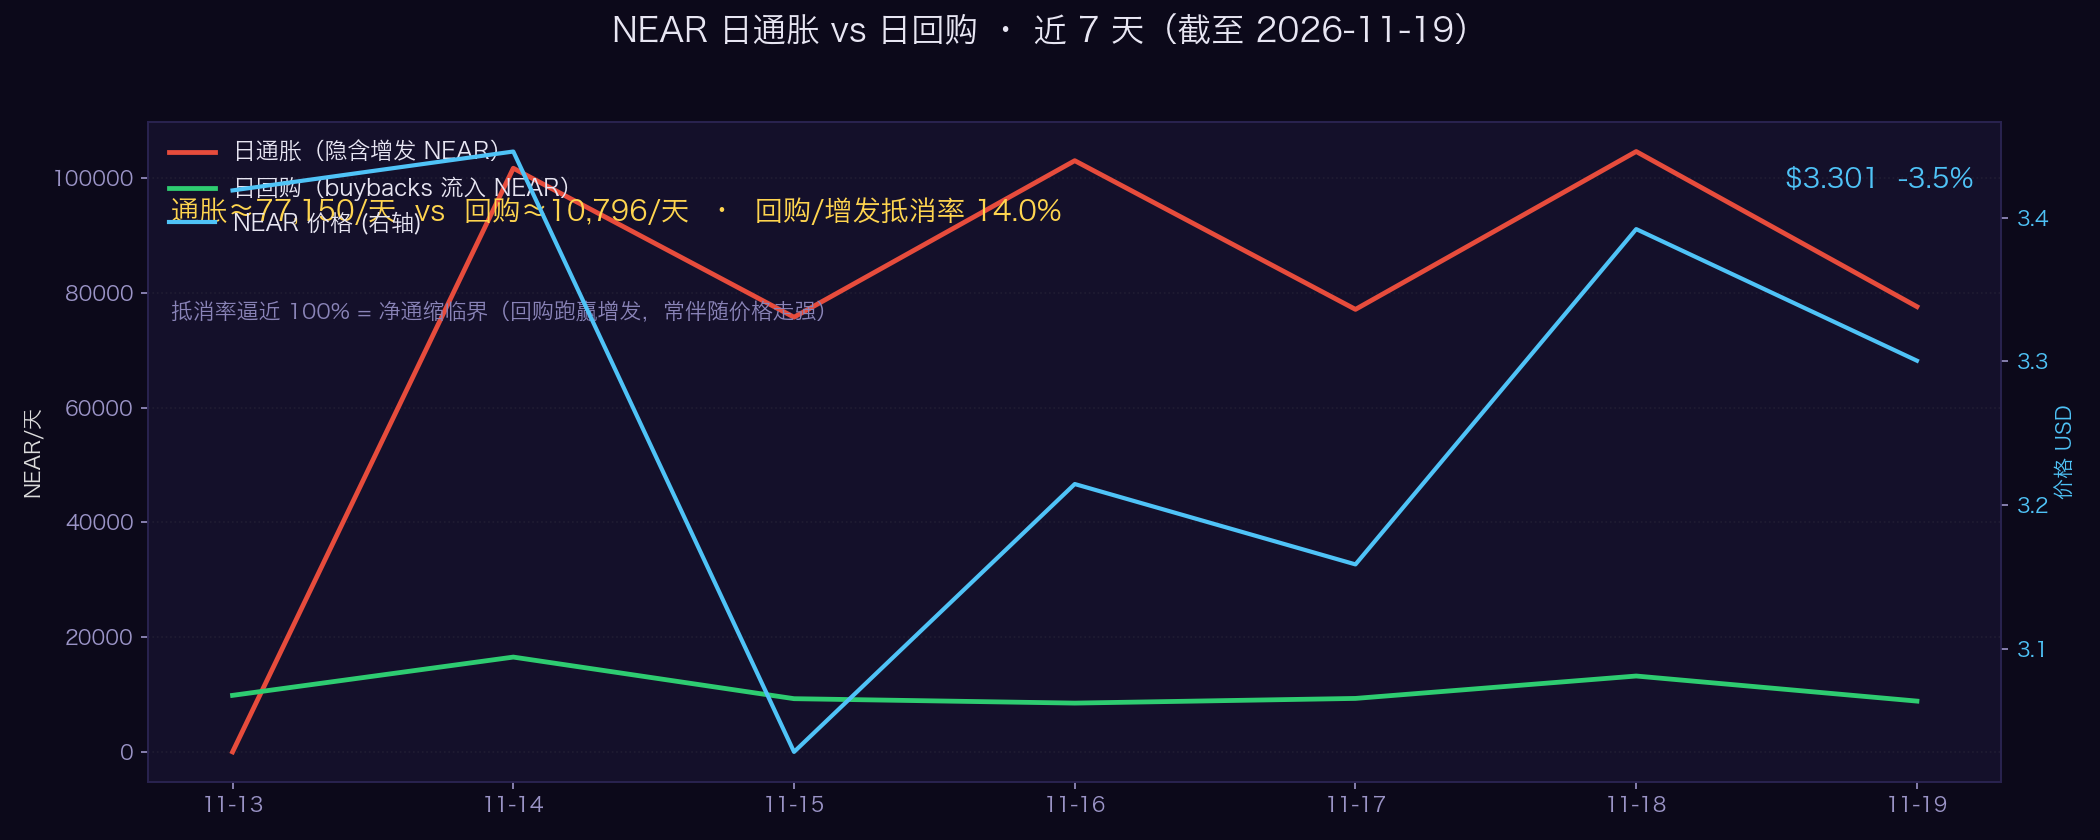 NEAR 日通胀 vs 日回购 · 近 7 天（截至 2026-11-19）
日通胀（隐含增发 NEAR）
日回购（buybacks 流入 NEAR）
NEAR 价格 (右轴)
通胀≈77,150/天 vs 回购≈10,796/天 · 回购/增发抵消率 14.0%
抵消率逼近 100% = 净通缩临界（回购跑赢增发，常伴随价格走强）
$3.301 -3.5%
NEAR/天
100000
80000
60000
40000
20000
0
3.4
3.3
3.2
3.1
价格 USD
11-13
11-14
11-15
11-16
11-17
11-18
11-19